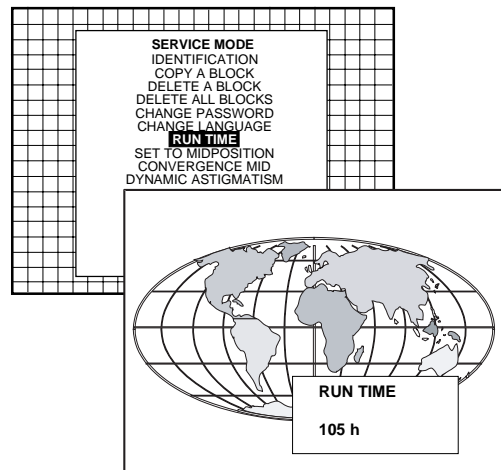 SERVICE MODE
IDENTIFICATION
COPY A BLOCK
DELETE A BLOCK
DELETE ALL BLOCKS
CHANGE PASSWORD
CHANGE LANGUAGE
RUN TIME
SET TO MIDPOSITION
CONVERGENCE MID
DYNAMIC ASTIGMATISM
RUN TIME
105 h